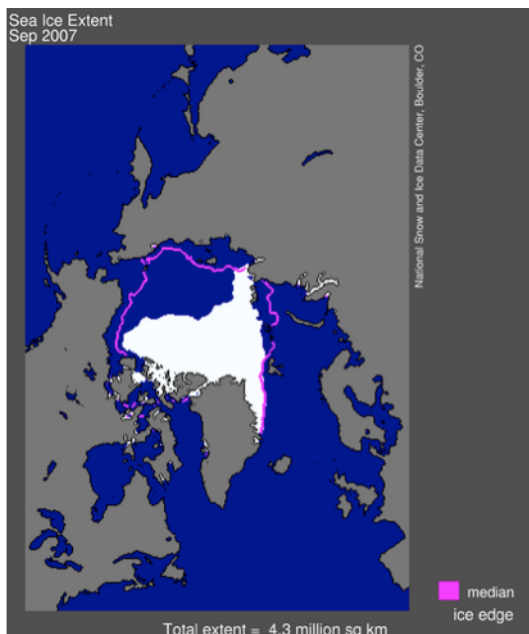 Sea Ice Extent
Sep 2007
National Snow and Ice Data Center, Boulder, CO
median
ice edge
Total extent = 4.3 million sq km